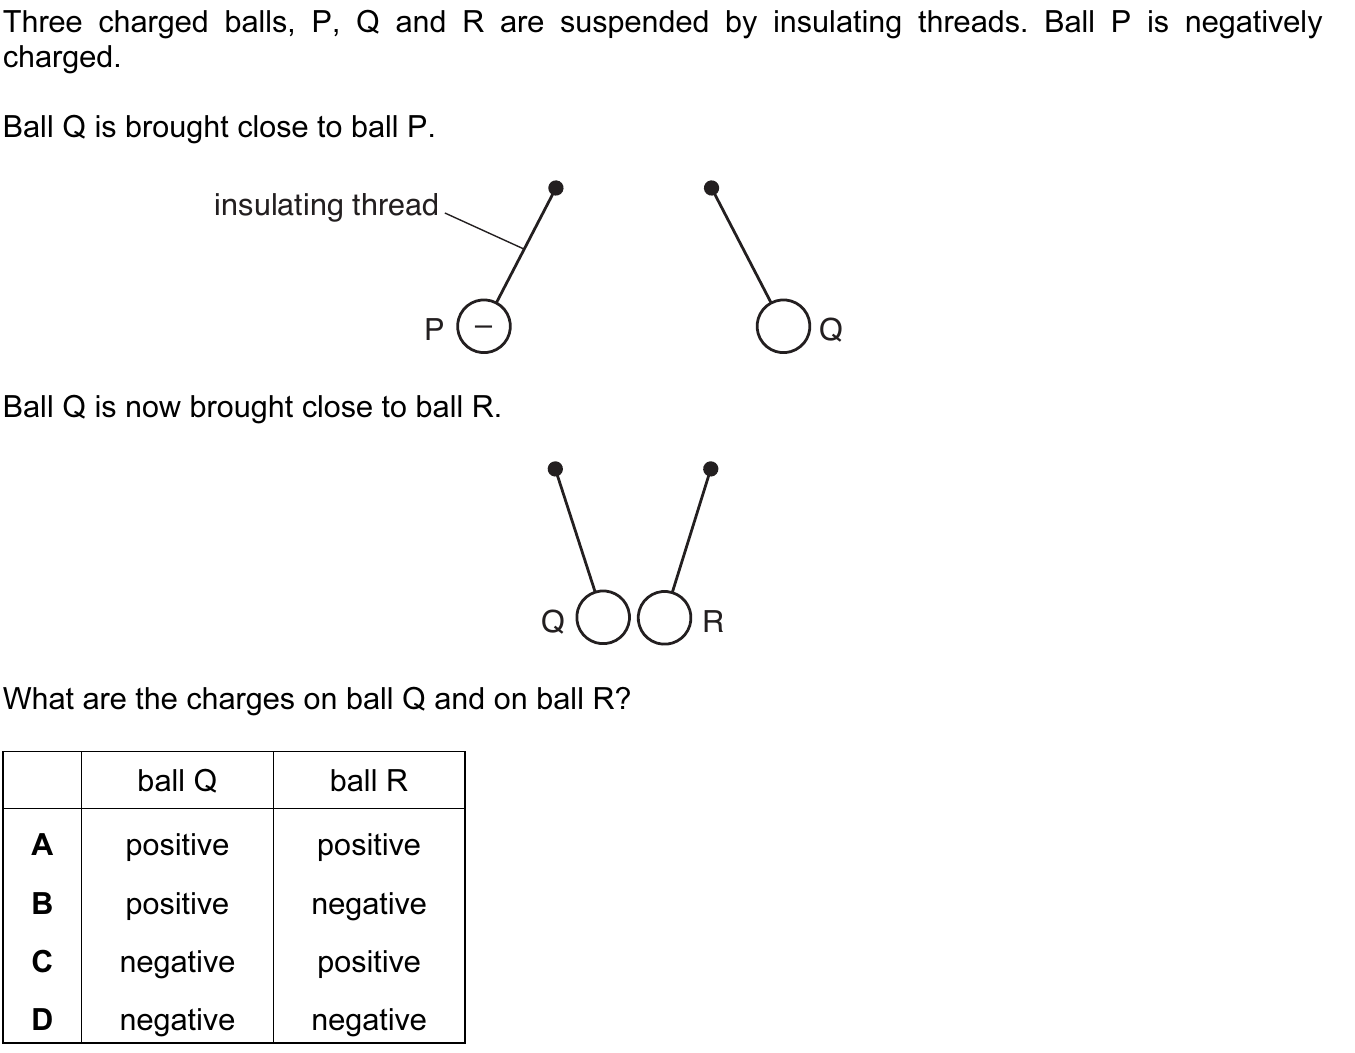 Three charged balls, P, Q and R are suspended by insulating threads. Ball P is negatively
charged.
Ball Q is brought close to ball P.
insulating thread
P − Q
Ball Q is now brought close to ball R.
Q R
What are the charges on ball Q and on ball R?
ball Q ball R
A positive positive
B positive negative
C negative positive
D negative negative